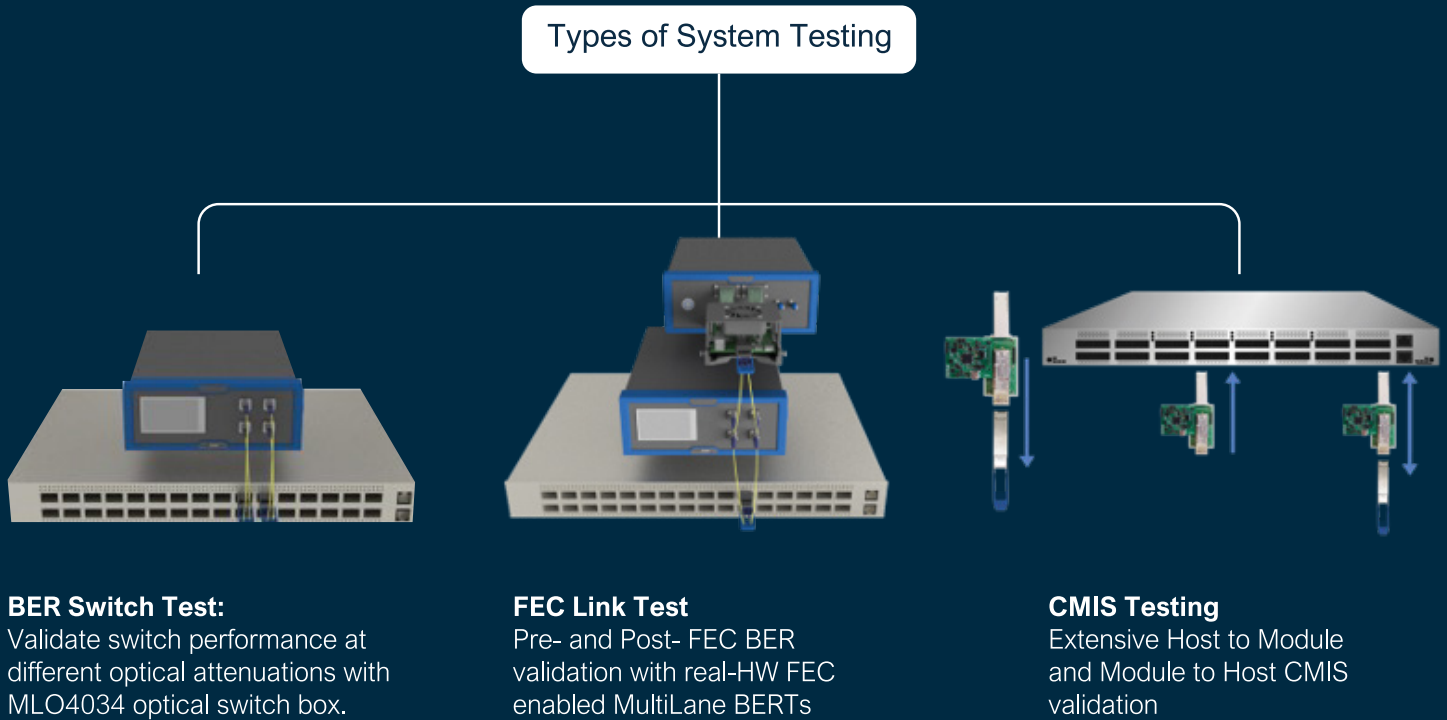 Types of System Testing
BER Switch Test:
Validate switch performance at
different optical attenuations with
MLO4034 optical switch box.
FEC Link Test
Pre- and Post- FEC BER
validation with real-HW FEC
enabled MultiLane BERTs
CMIS Testing
Extensive Host to Module
and Module to Host CMIS
validation